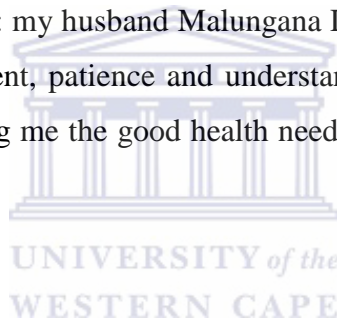 : my husband Malungana
ent, patience and understan
g me the good health need
UNIVERSITY of the
WESTERN CAPE